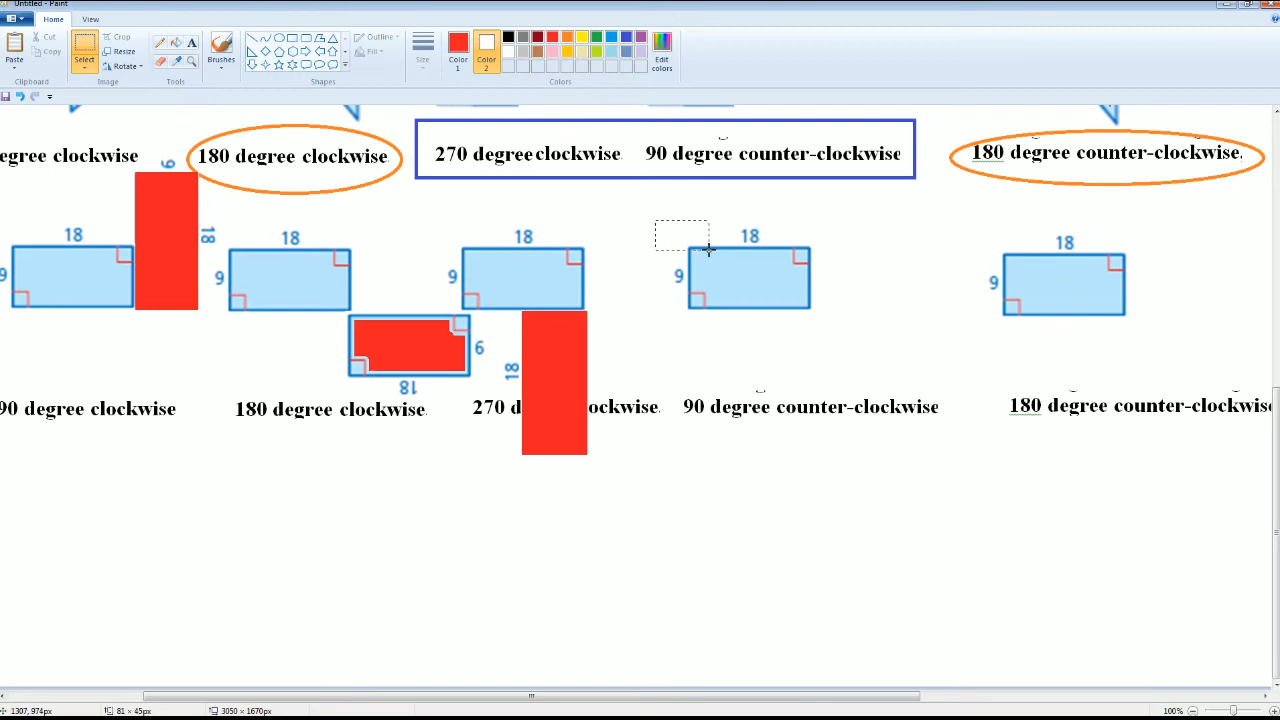 Untitled - Paint
Home View
Paste
Cut
Copy
Clipboard
Select
Crop
Resize
Rotate
Image
Tools
Brushes
Shapes
Outline
Fill
Size
Color 1
Color 2
Edit colors
Colors
egree clockwise
180 degree clockwise.
270 degree clockwise.
90 degree counter-clockwise
180 degree counter-clockwise.
9
18
18 18 18 18 18
9 9 9 9 9
9
18
18
90 degree clockwise
180 degree clockwise.
270 d ockwise.
90 degree counter-clockwise
180 degree counter-clockwise
1307, 974px
81 × 45px
3050 × 1670px
100%